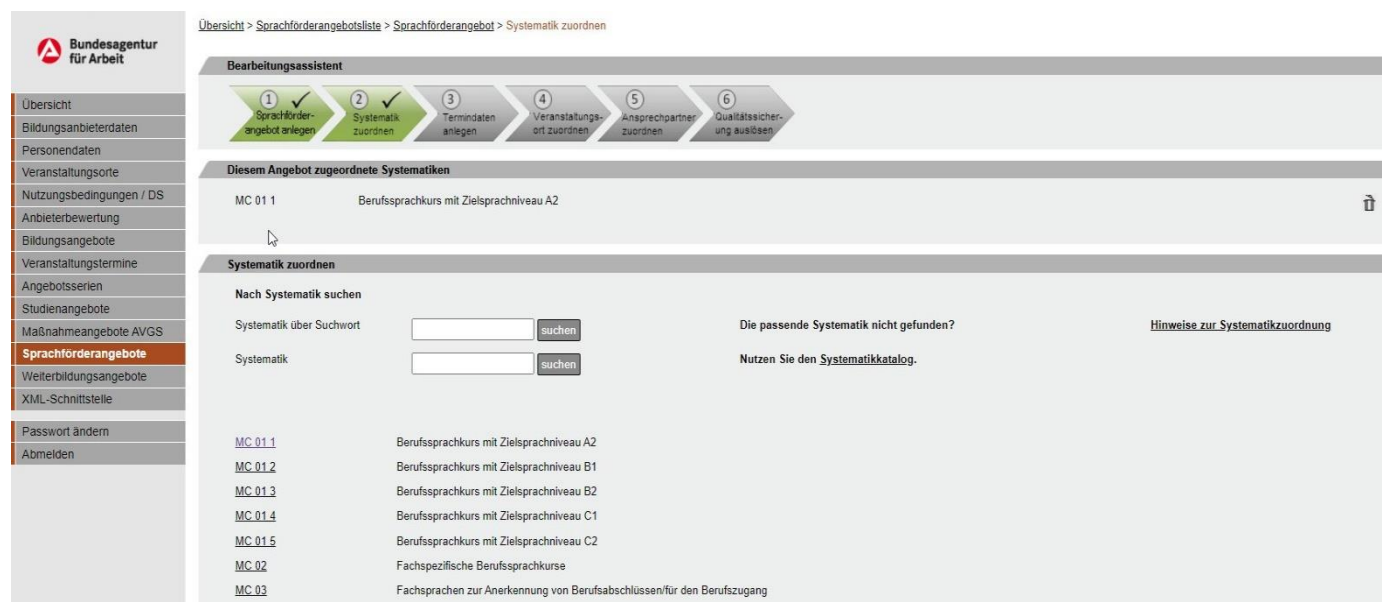 Bundesagentur
für Arbeit
Übersicht
Bildungsanbieterdaten
Personendaten
Veranstaltungsorte
Nutzungsbedingungen / DS
Anbieterbewertung
Bildungsangebote
Veranstaltungstermine
Angebotsserien
Studienangebote
Maßnahmeangebote AVGS
Sprachförderangebote
Weiterbildungsangebote
XML-Schnittstelle
Passwort ändern
Abmelden
Übersicht > Sprachförderangebotsliste > Sprachförderangebot > Systematik zuordnen
Bearbeitungsassistent
1 Sprachförder-
angebot anlegen
2 Systematik
zuordnen
3 Termindaten
anlegen
4 Veranstaltungs-
ort zuordnen
5 Ansprechpartner
zuordnen
6 Qualitätssicher-
ung auslösen
Diesem Angebot zugeordnete Systematiken
MC 01 1 Berufssprachkurs mit Zielsprachniveau A2
Systematik zuordnen
Nach Systematik suchen
Systematik über Suchwort suchen Die passende Systematik nicht gefunden? Hinweise zur Systematikzuordnung
Systematik suchen Nutzen Sie den Systematikkatalog.
MC 01 1 Berufssprachkurs mit Zielsprachniveau A2
MC 01 2 Berufssprachkurs mit Zielsprachniveau B1
MC 01 3 Berufssprachkurs mit Zielsprachniveau B2
MC 01 4 Berufssprachkurs mit Zielsprachniveau C1
MC 01 5 Berufssprachkurs mit Zielsprachniveau C2
MC 02 Fachspezifische Berufssprachkurse
MC 03 Fachsprachen zur Anerkennung von Berufsabschlüssen/für den Berufszugang